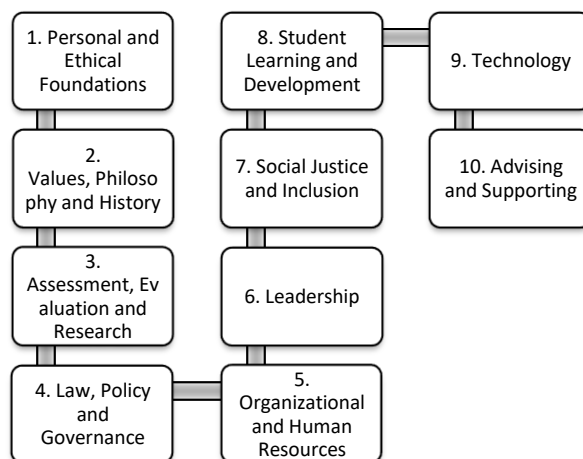 1. Personal and
Ethical
Foundations
2.
Values, Philoso
phy and History
3.
Assessment, Ev
aluation and
Research
4. Law, Policy
and
Governance
5.
Organizational
and Human
Resources
6. Leadership
7. Social Justice
and Inclusion
8. Student
Learning and
Development
9. Technology
10. Advising
and Supporting